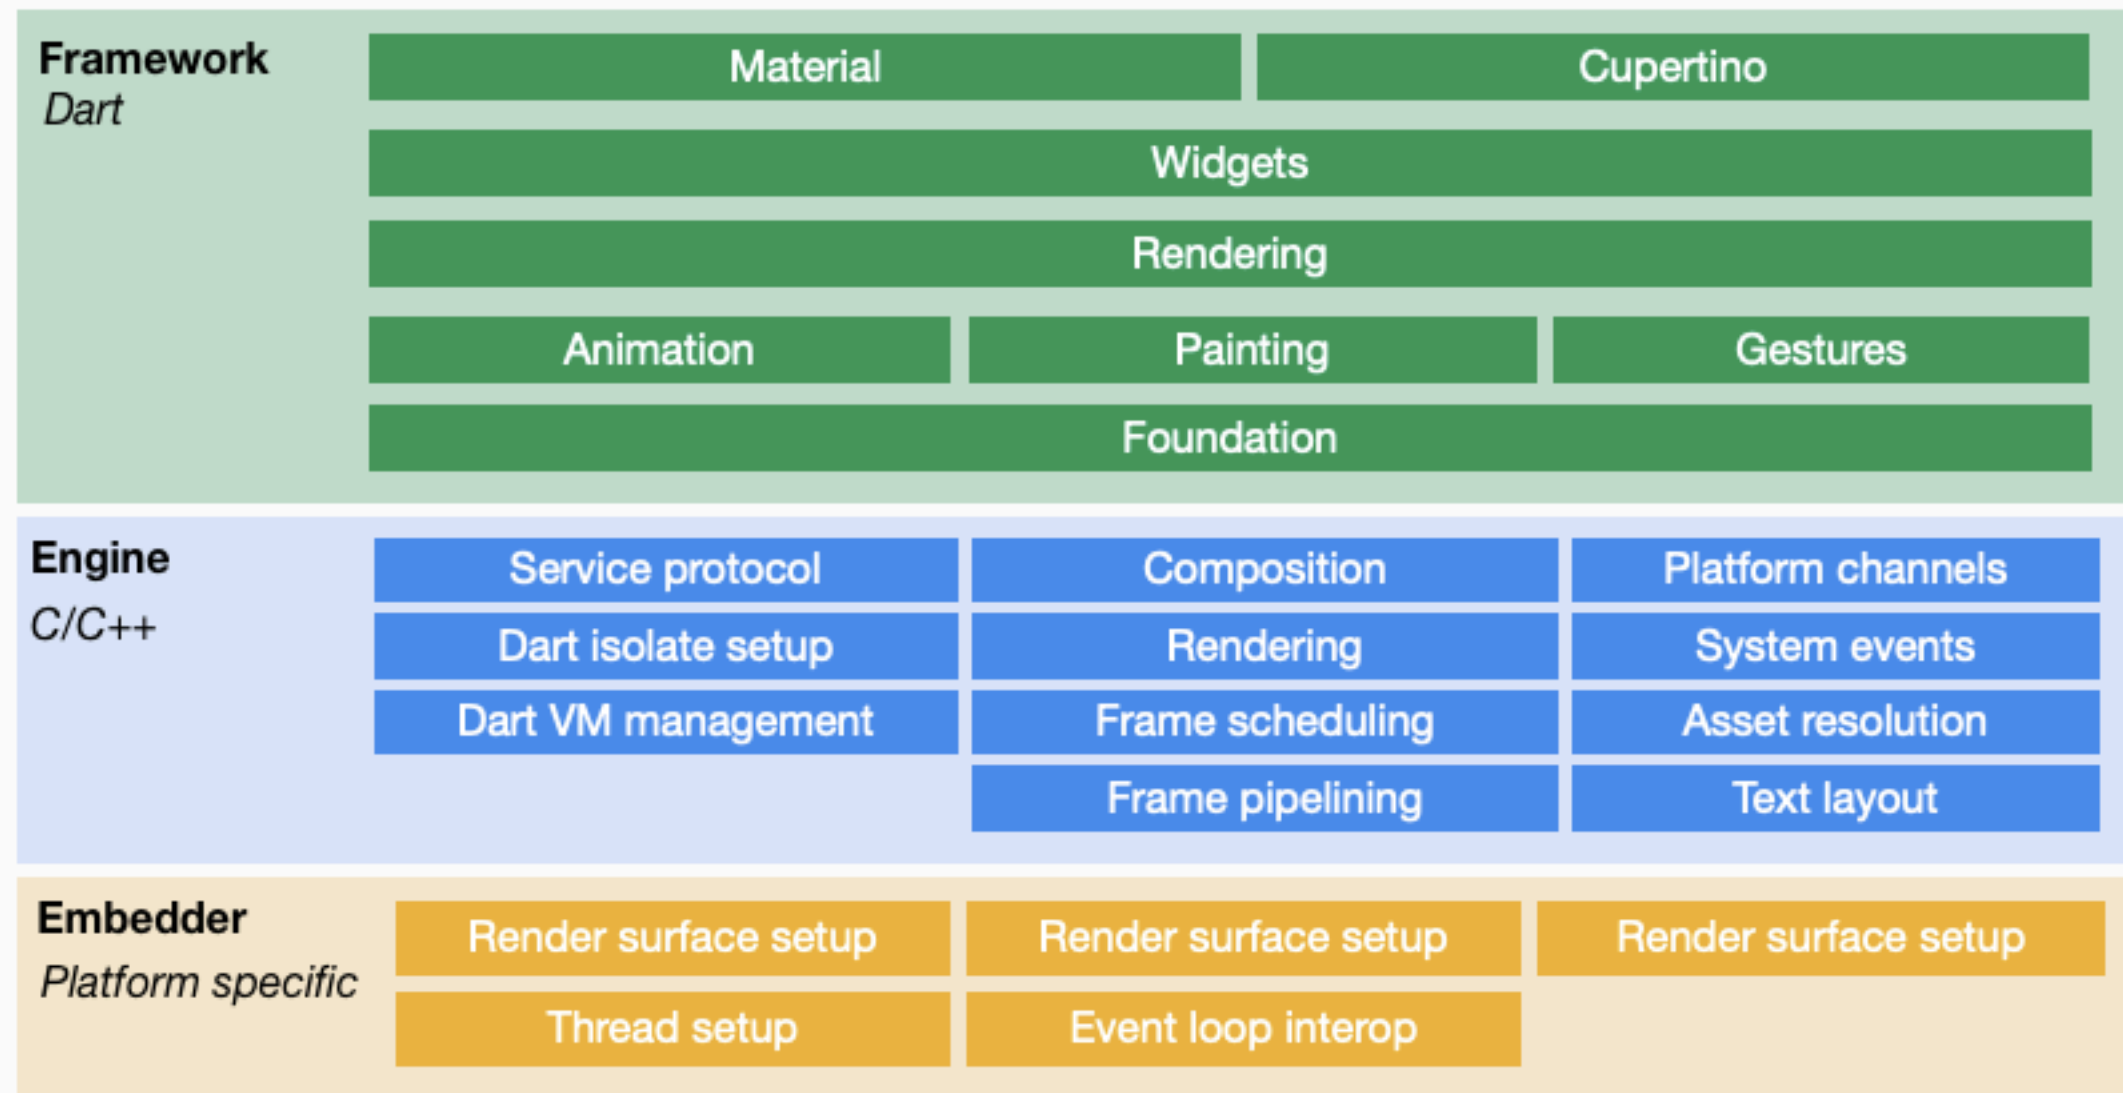 Framework
Dart
Material
Cupertino
Widgets
Rendering
Animation
Painting
Gestures
Foundation
Engine
C/C++
Service protocol
Composition
Platform channels
Dart isolate setup
Rendering
System events
Dart VM management
Frame scheduling
Asset resolution
Frame pipelining
Text layout
Embedder
Platform specific
Render surface setup
Render surface setup
Render surface setup
Thread setup
Event loop interop